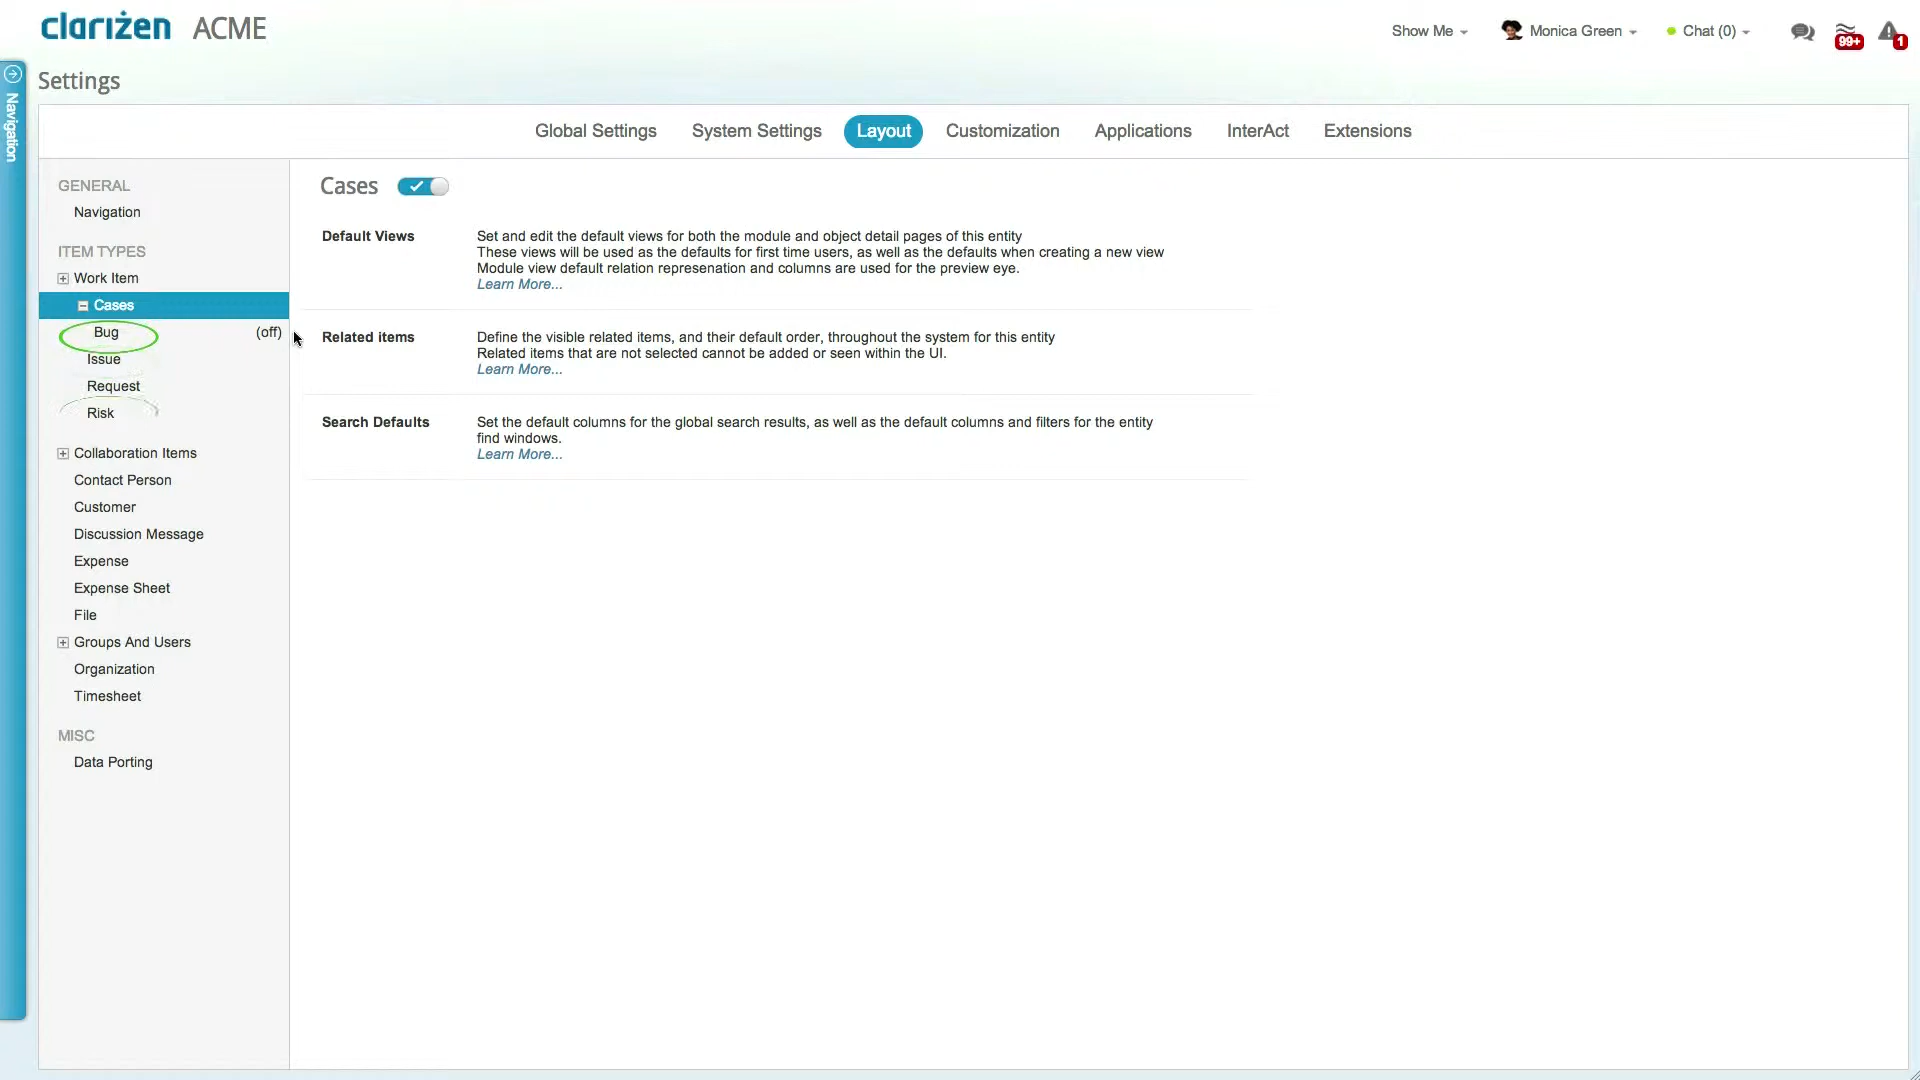 clarizen ACME
Show Me
Monica Green
Chat (0)
99+
1
Navigation
Settings
Global Settings
System Settings
Layout
Customization
Applications
InterAct
Extensions
GENERAL
Navigation
ITEM TYPES
Work Item
Cases
Bug (off)
Issue
Request
Risk
Collaboration Items
Contact Person
Customer
Discussion Message
Expense
Expense Sheet
File
Groups And Users
Organization
Timesheet
MISC
Data Porting
Cases
Default Views
Set and edit the default views for both the module and object detail pages of this entity
These views will be used as the defaults for first time users, as well as the defaults when creating a new view
Module view default relation represenation and columns are used for the preview eye.
Learn More...
Related items
Define the visible related items, and their default order, throughout the system for this entity
Related items that are not selected cannot be added or seen within the UI.
Learn More...
Search Defaults
Set the default columns for the global search results, as well as the default columns and filters for the entity
find windows.
Learn More...